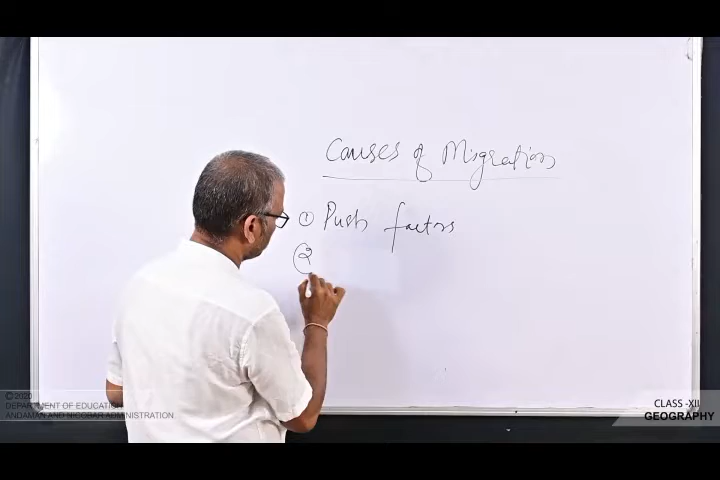 Causes of Migration
① Push factors
②
© 2020
DEPARTMENT OF EDUCATION
ANDAMAN AND NICOBAR ADMINISTRATION
CLASS -XII
GEOGRAPHY